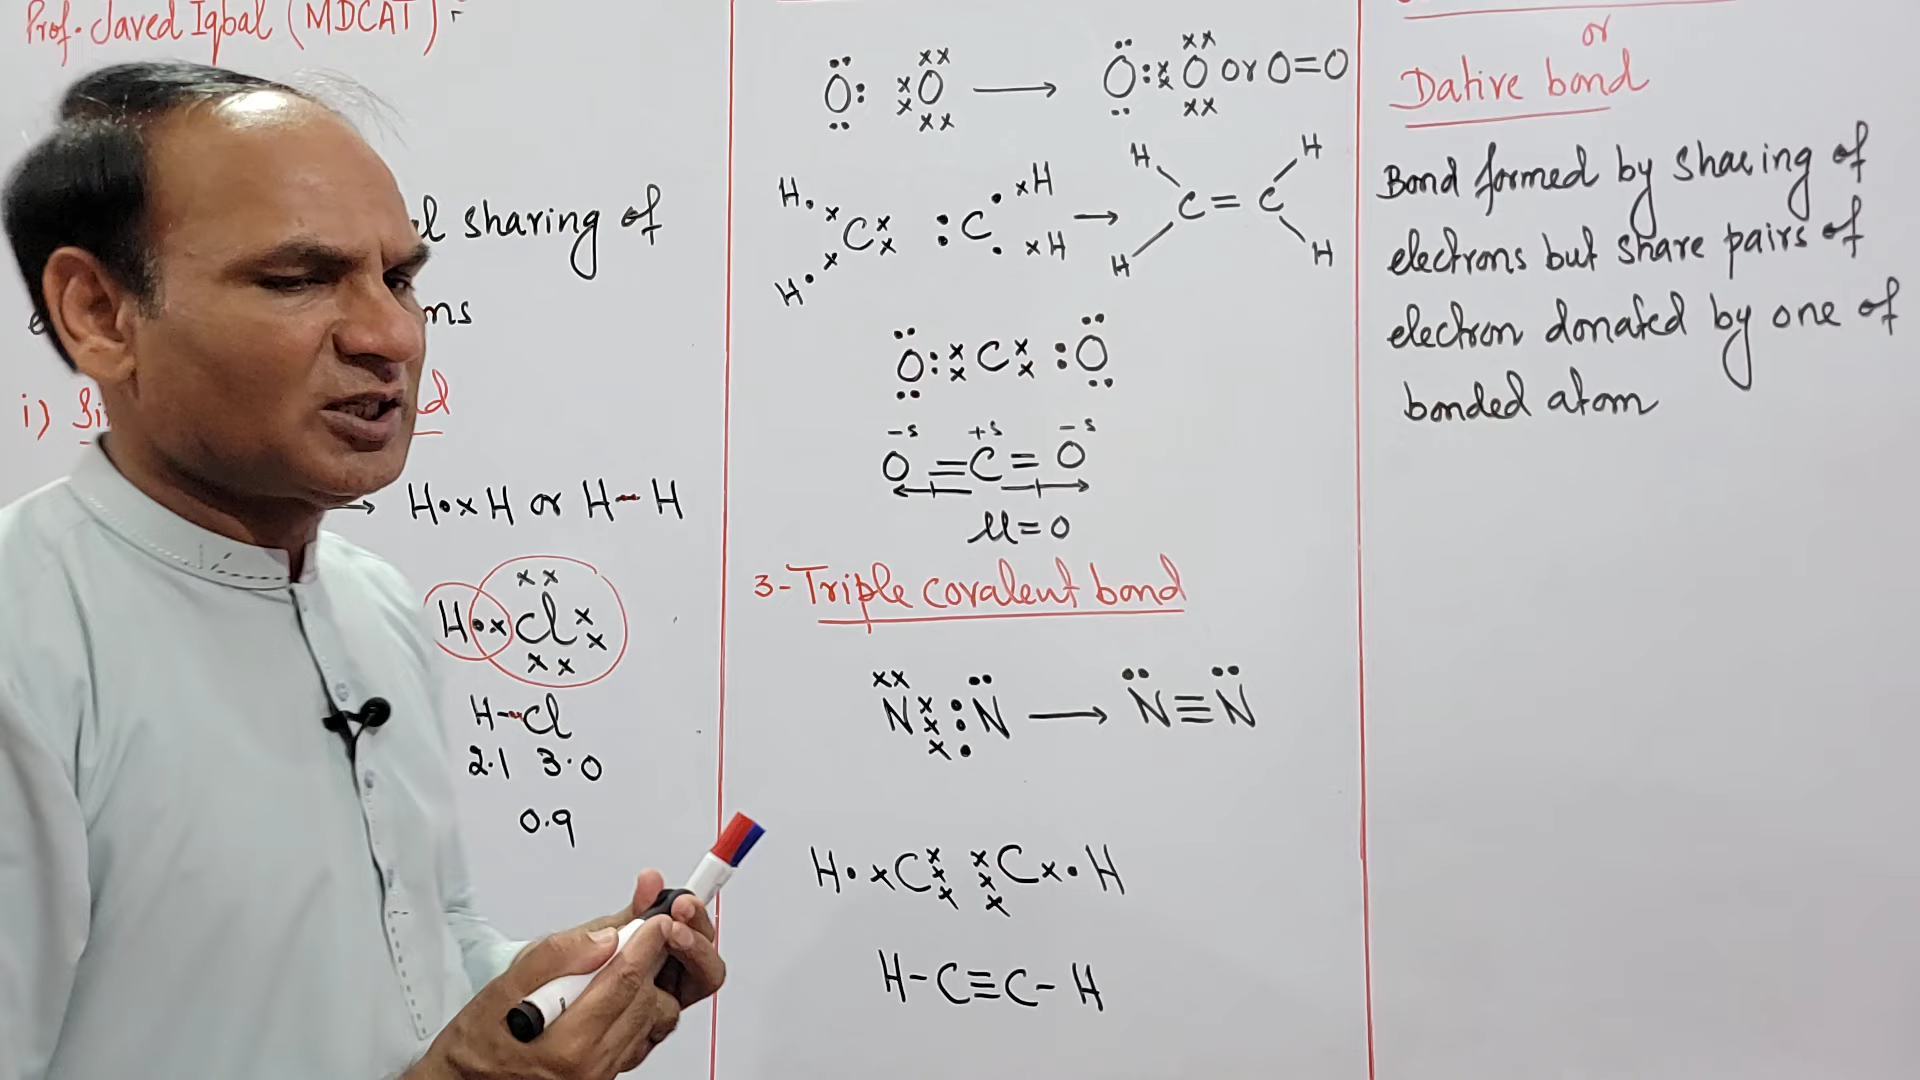 Prof. Javed Iqbal (MDCAT)
sharing of
i)
H•×H or H-H
H•×Cl
H-Cl
2.1 3.0
0.9
O: ×O → O:×O or O=O
H H
C C → C=C
H H
O:×C× :O
-s +s -s
O=C=O
μ=0
3-Triple covalent bond
N× :N → N≡N
H•×C C×•H
H-C≡C-H
or
Dative bond
Bond formed by sharing of
electrons but share pairs of
electron donated by one of
bonded atom